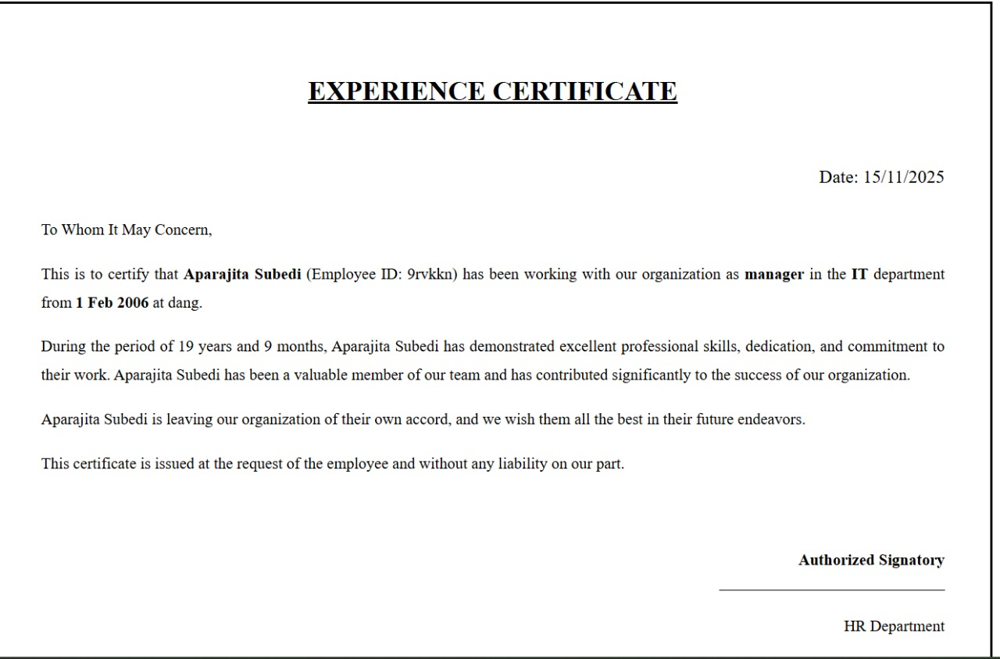 EXPERIENCE CERTIFICATE
Date: 15/11/2025
To Whom It May Concern,
This is to certify that Aparajita Subedi (Employee ID: 9rvkkn) has been working with our organization as manager in the IT department
from 1 Feb 2006 at dang.
During the period of 19 years and 9 months, Aparajita Subedi has demonstrated excellent professional skills, dedication, and commitment to
their work. Aparajita Subedi has been a valuable member of our team and has contributed significantly to the success of our organization.
Aparajita Subedi is leaving our organization of their own accord, and we wish them all the best in their future endeavors.
This certificate is issued at the request of the employee and without any liability on our part.
Authorized Signatory
HR Department